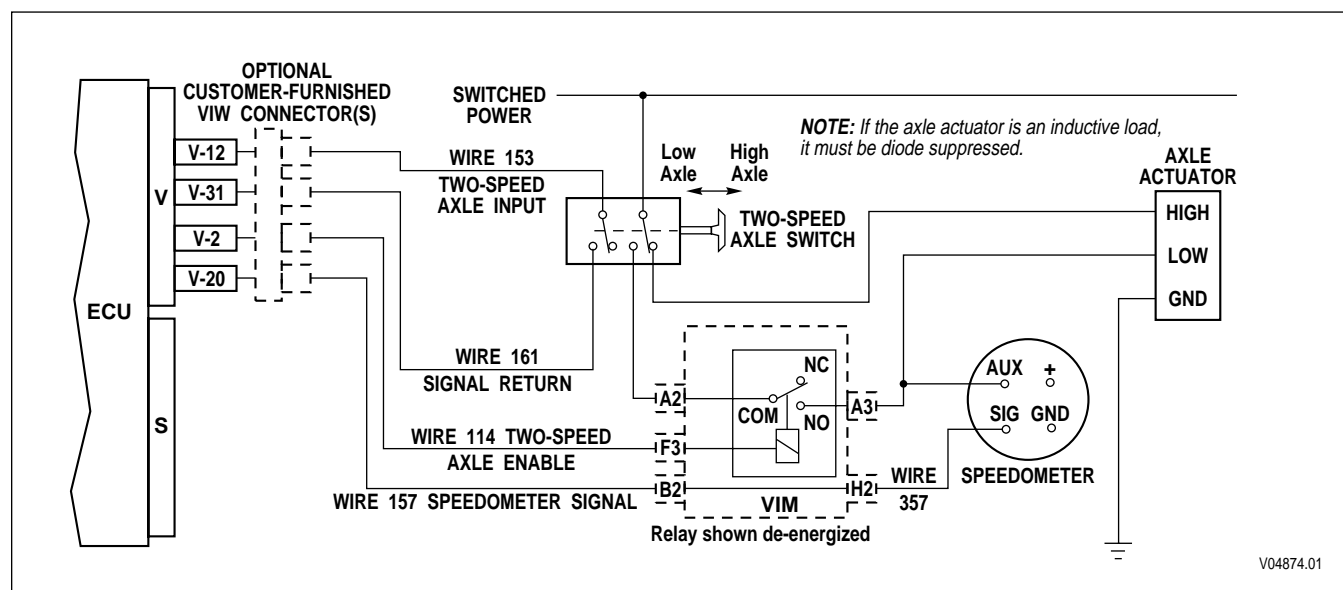 OPTIONAL
CUSTOMER-FURNISHED
VIW CONNECTOR(S)
SWITCHED
POWER
NOTE: If the axle actuator is an inductive load,
it must be diode suppressed.
V-12
V-31
V-2
V-20
V
S
ECU
WIRE 153
TWO-SPEED
AXLE INPUT
Low
Axle
High
Axle
TWO-SPEED
AXLE SWITCH
AXLE
ACTUATOR
HIGH
LOW
GND
WIRE 161
SIGNAL RETURN
WIRE 114 TWO-SPEED
AXLE ENABLE
WIRE 157 SPEEDOMETER SIGNAL
A2
F3
B2
NC
COM
NO
A3
H2
VIM
Relay shown de-energized
WIRE
357
AUX +
SIG GND
SPEEDOMETER
V04874.01